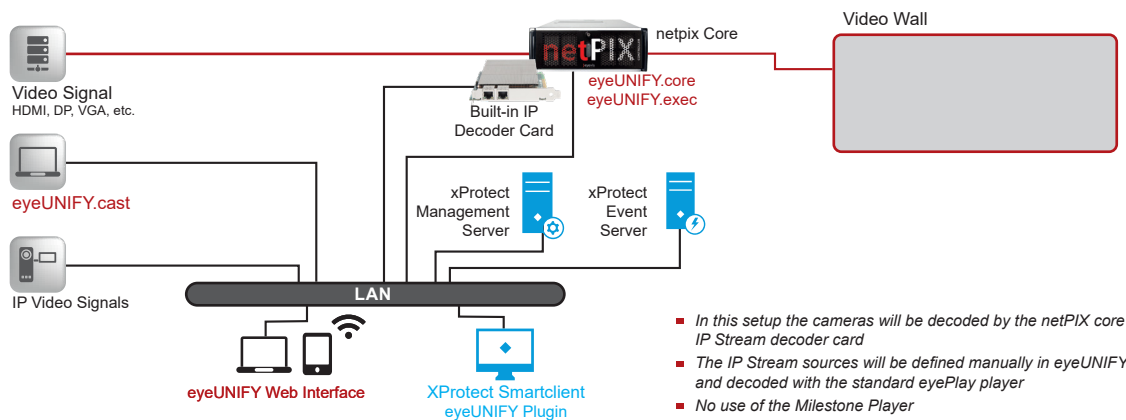 Video Wall
netpix Core
netPIX
eyeUNIFY.core
eyeUNIFY.exec
Video Signal
HDMI, DP, VGA, etc.
Built-in IP
Decoder Card
eyeUNIFY.cast
xProtect
Management
Server
xProtect
Event
Server
IP Video Signals
LAN
eyeUNIFY Web Interface
XProtect Smartclient
eyeUNIFY Plugin
In this setup the cameras will be decoded by the netPIX core
IP Stream decoder card
The IP Stream sources will be defined manually in eyeUNIFY
and decoded with the standard eyePlay player
No use of the Milestone Player